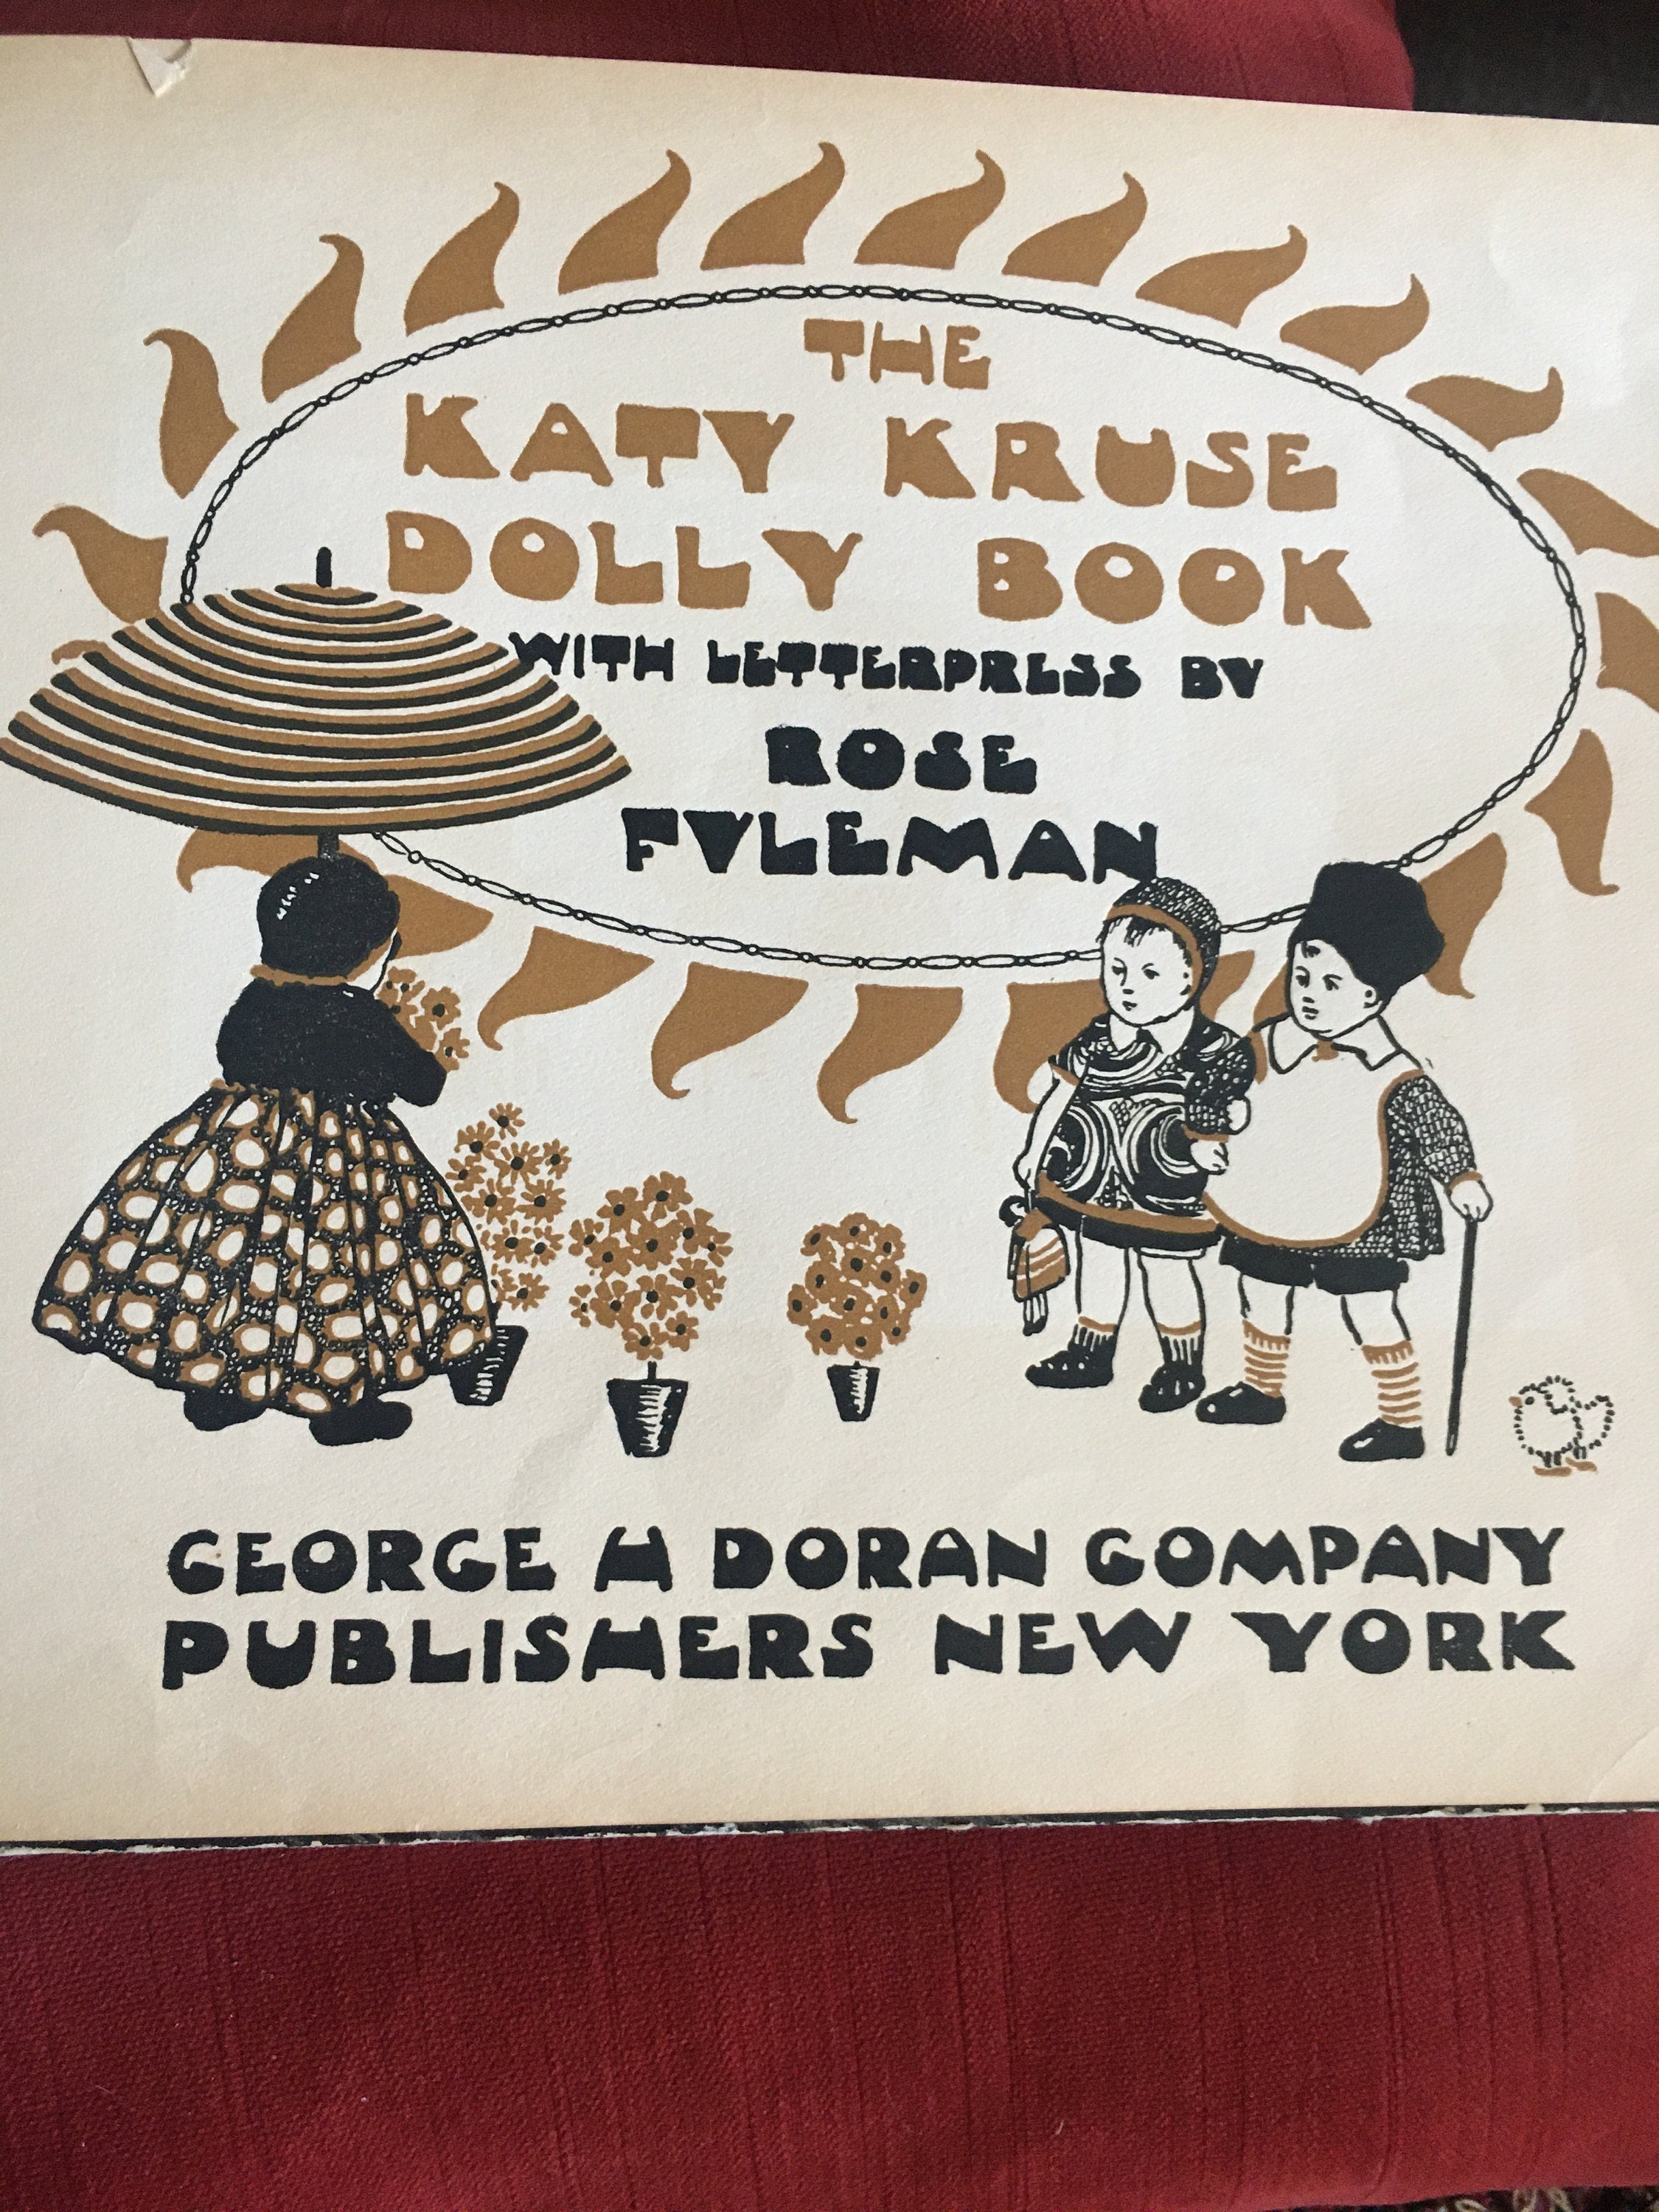 THE
KATY KRUSE
DOLLY BOOK
WITH LETTERPRESS BY
ROSE
FYLEMAN
GEORGE H DORAN COMPANY
PUBLISHERS NEW YORK